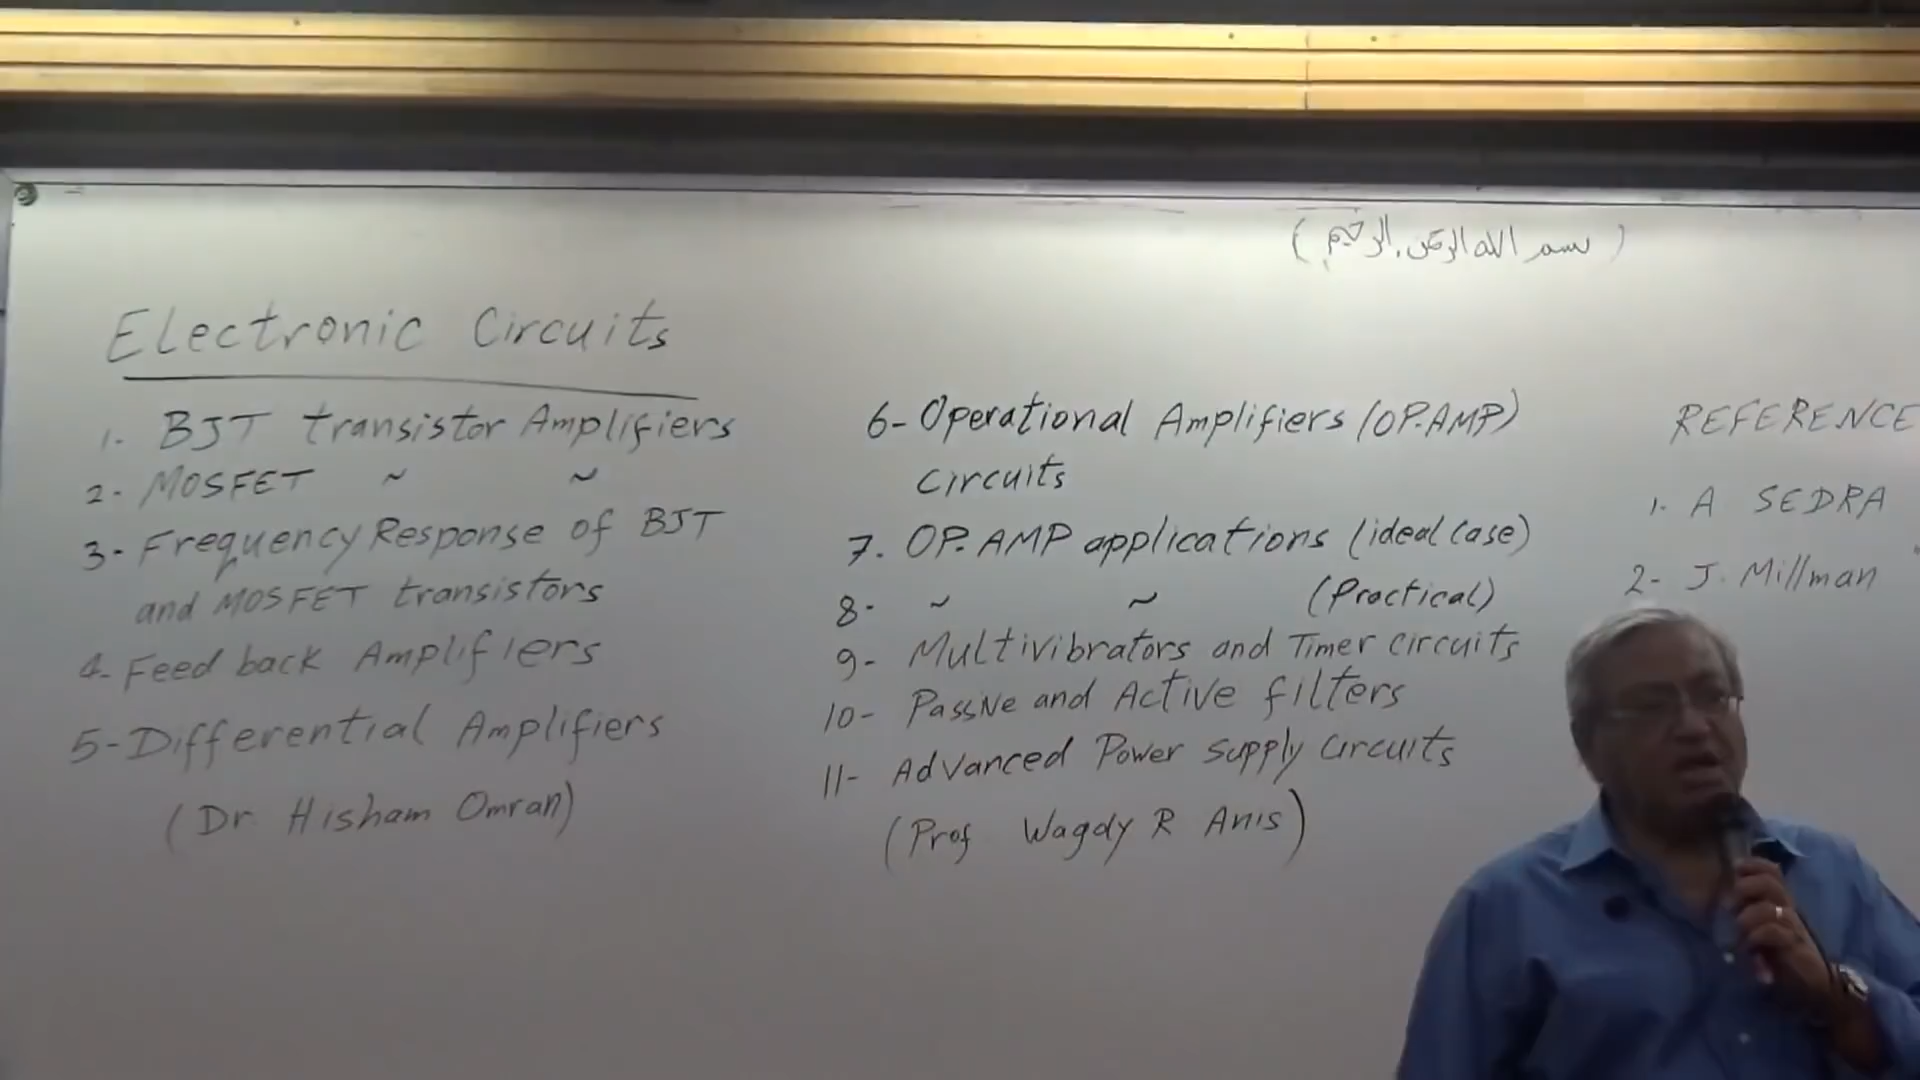 (بسم الله الرحمن الرحيم)
Electronic Circuits
1. BJT transistor Amplifiers
2- MOSFET ~ ~
3- Frequency Response of BJT
and MOSFET transistors
4- Feed back Amplifiers
5- Differential Amplifiers
(Dr. Hisham Omran)
6- Operational Amplifiers (OP.AMP)
Circuits
7. OP.AMP applications (ideal case)
8- ~ ~ (Practical)
9- Multivibrators and Timer circuits
10- Passive and Active filters
11- Advanced Power supply circuits
(Prof Wagdy R Anis)
REFERENCE
1. A SEDRA
2- J. Millman